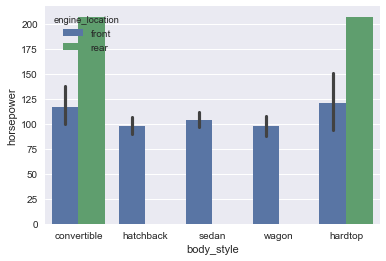 engine_location
front
rear
horsepower
200
175
150
125
100
75
50
25
0
convertible hatchback sedan wagon hardtop
body_style